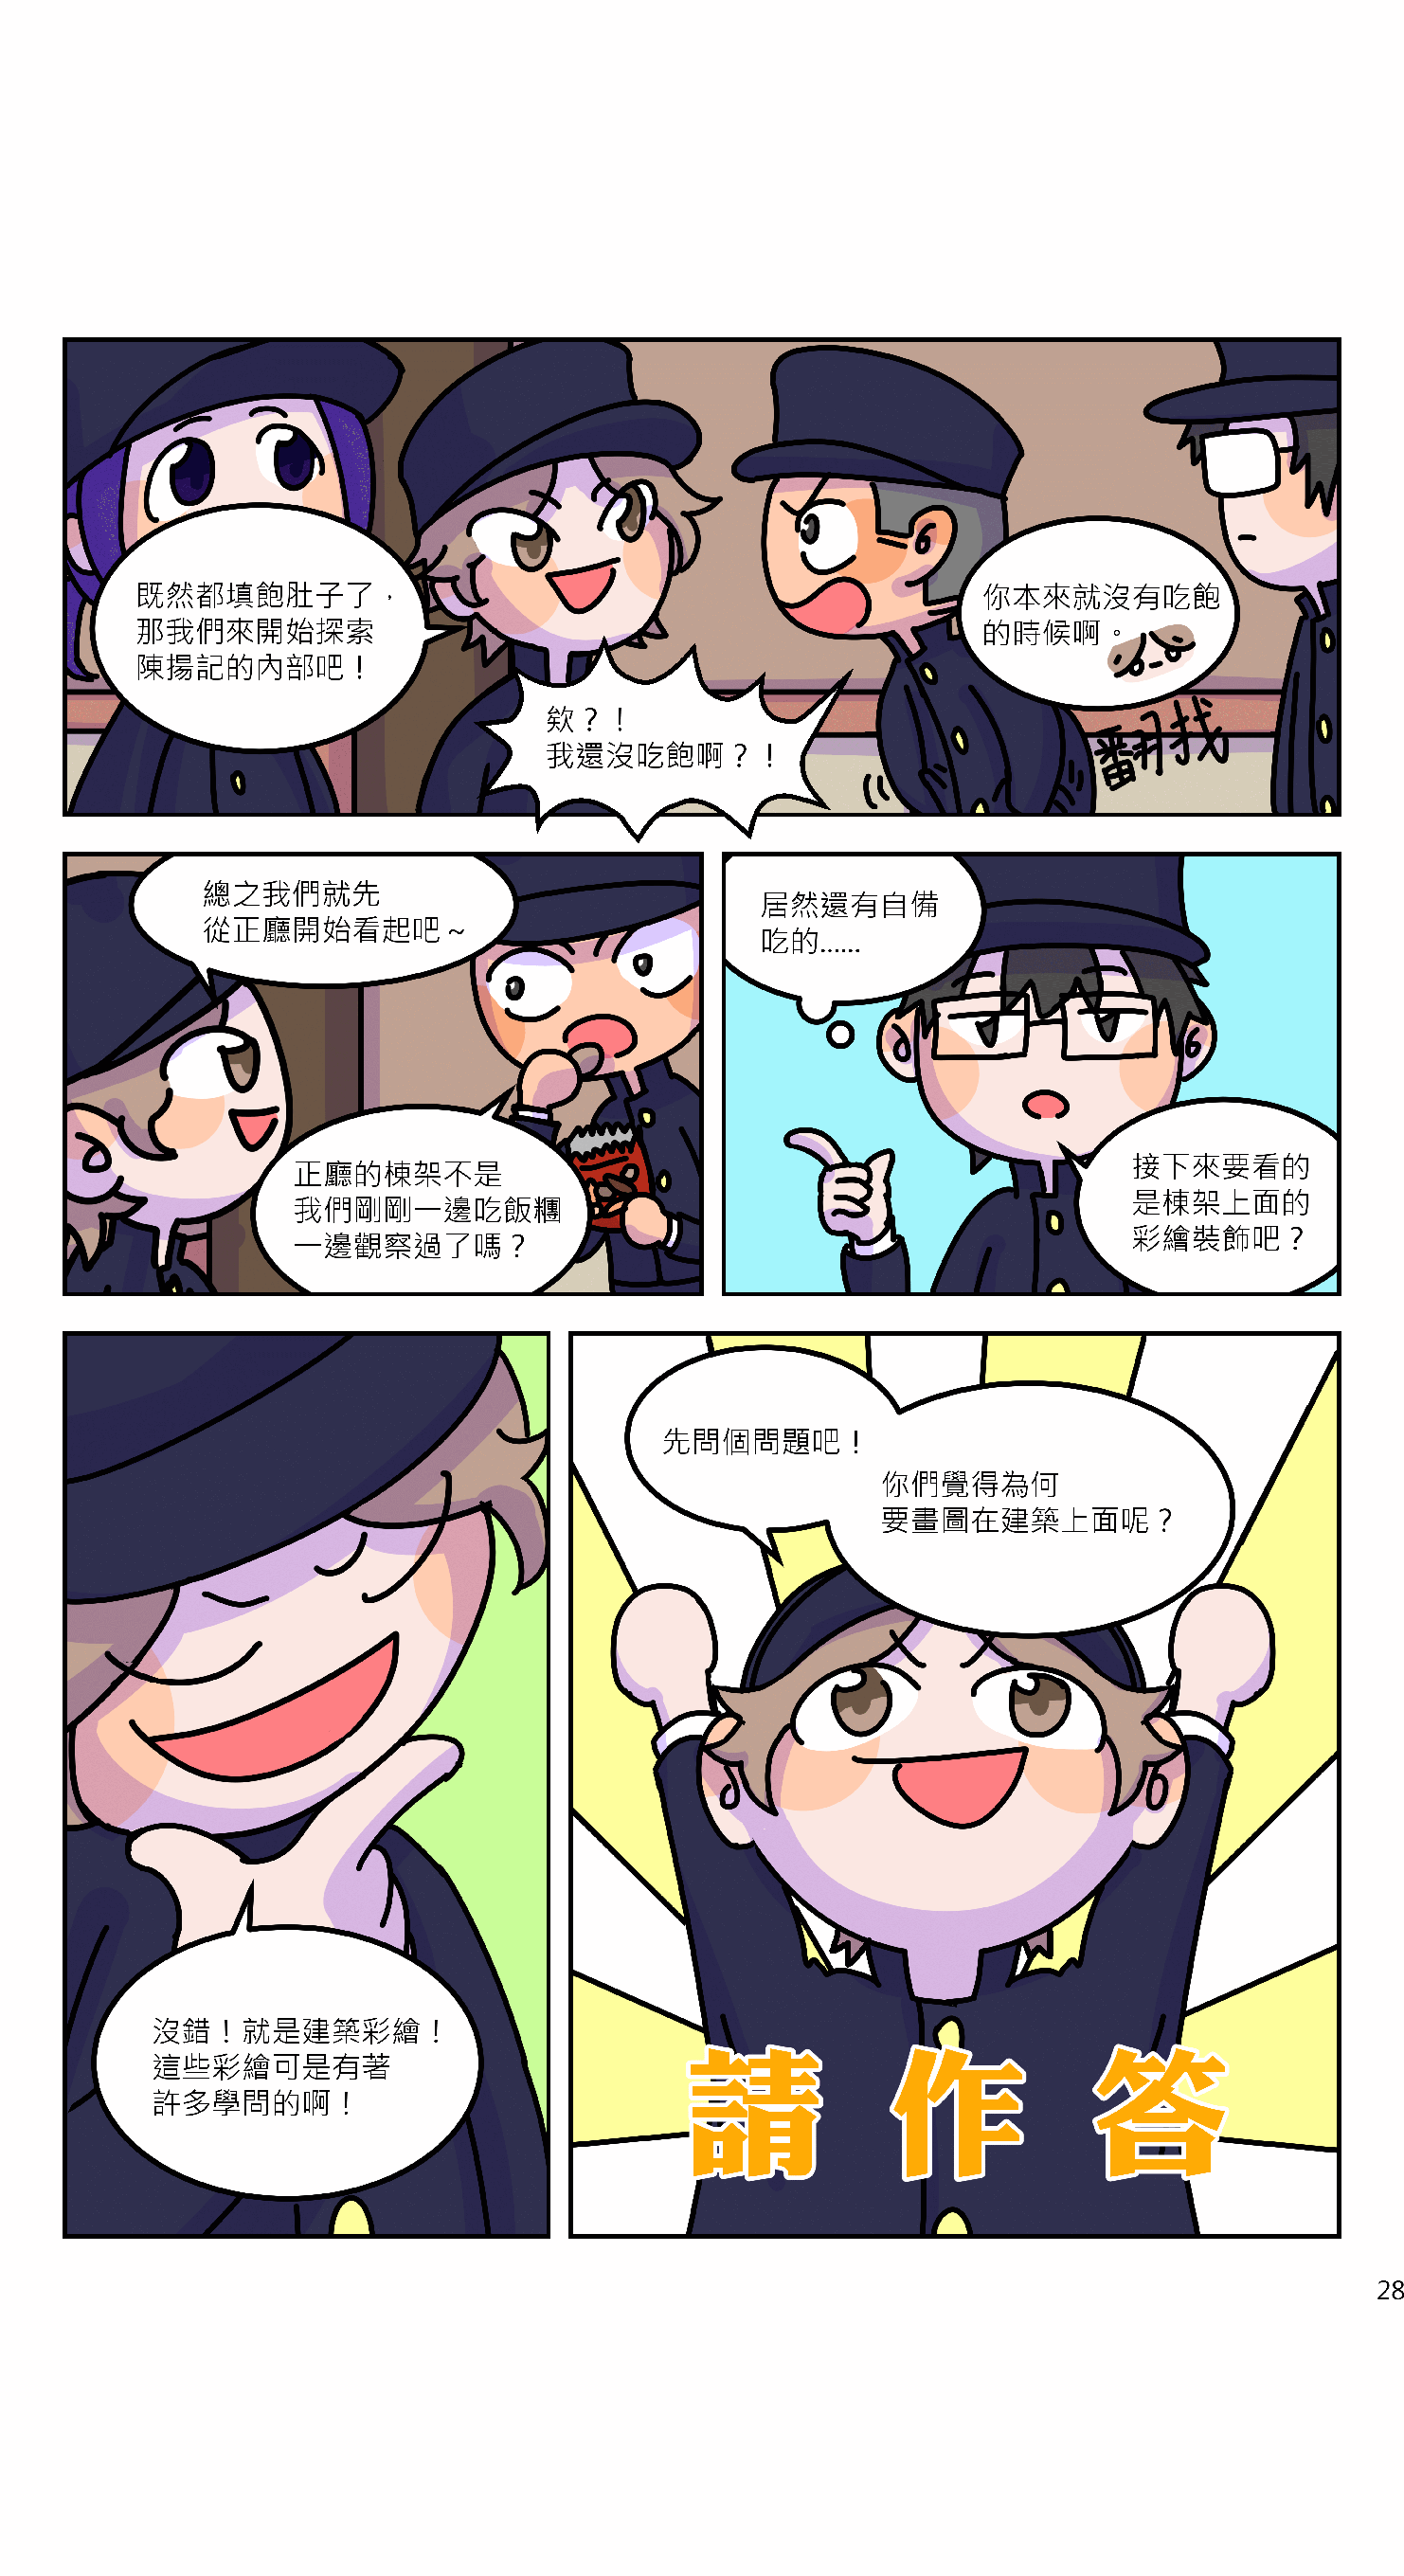 既然都填飽肚子了，
那我們來開始探索
陳揚記的內部吧！
欸？！
我還沒吃飽啊？！
你本來就沒有吃飽
的時候啊。
翻找
總之我們就先
從正廳開始看起吧～
正廳的棟架不是
我們剛剛一邊吃飯糰
一邊觀察過了嗎？
居然還有自備
吃的……
接下來要看的
是棟架上面的
彩繪裝飾吧？
沒錯！就是建築彩繪！
這些彩繪可是有著
許多學問的啊！
先問個問題吧！
你們覺得為何
要畫圖在建築上面呢？
請作答
28